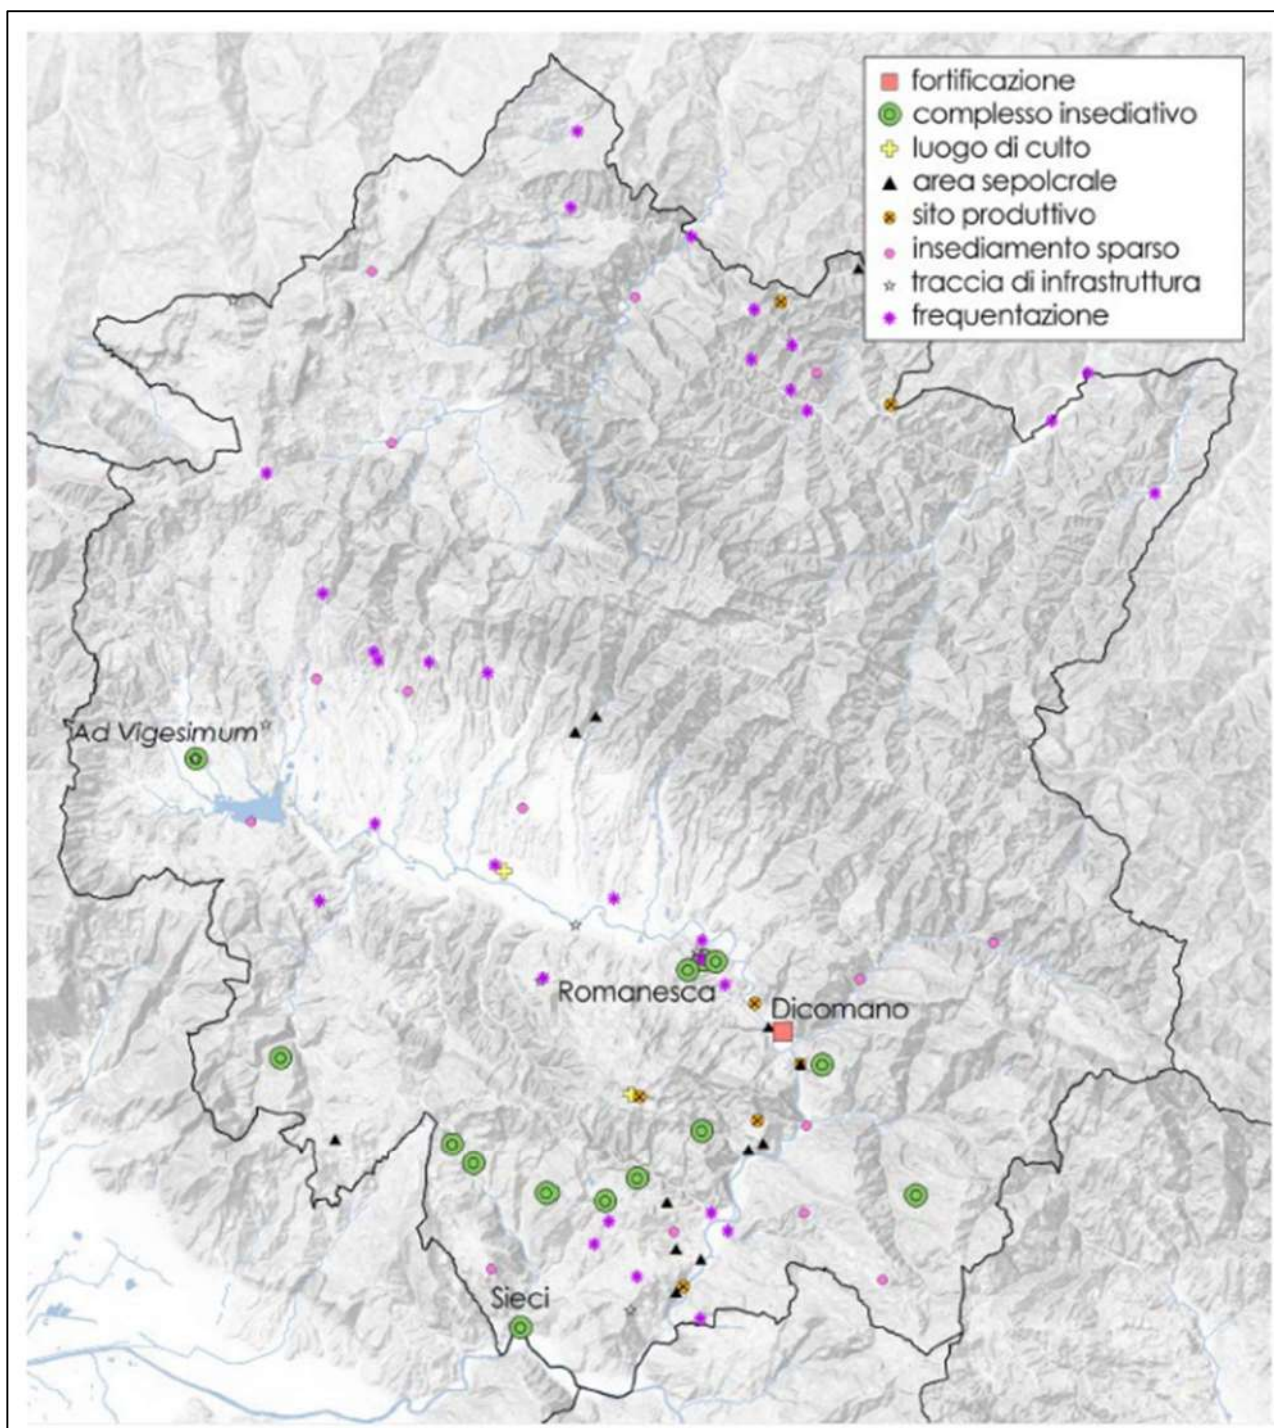 fortificazione
complesso insediativo
luogo di culto
area sepolcrale
sito produttivo
insediamento sparso
traccia di infrastruttura
frequentazione
"Ad Vigesimum"
Romanesca
Dicomano
Sieci